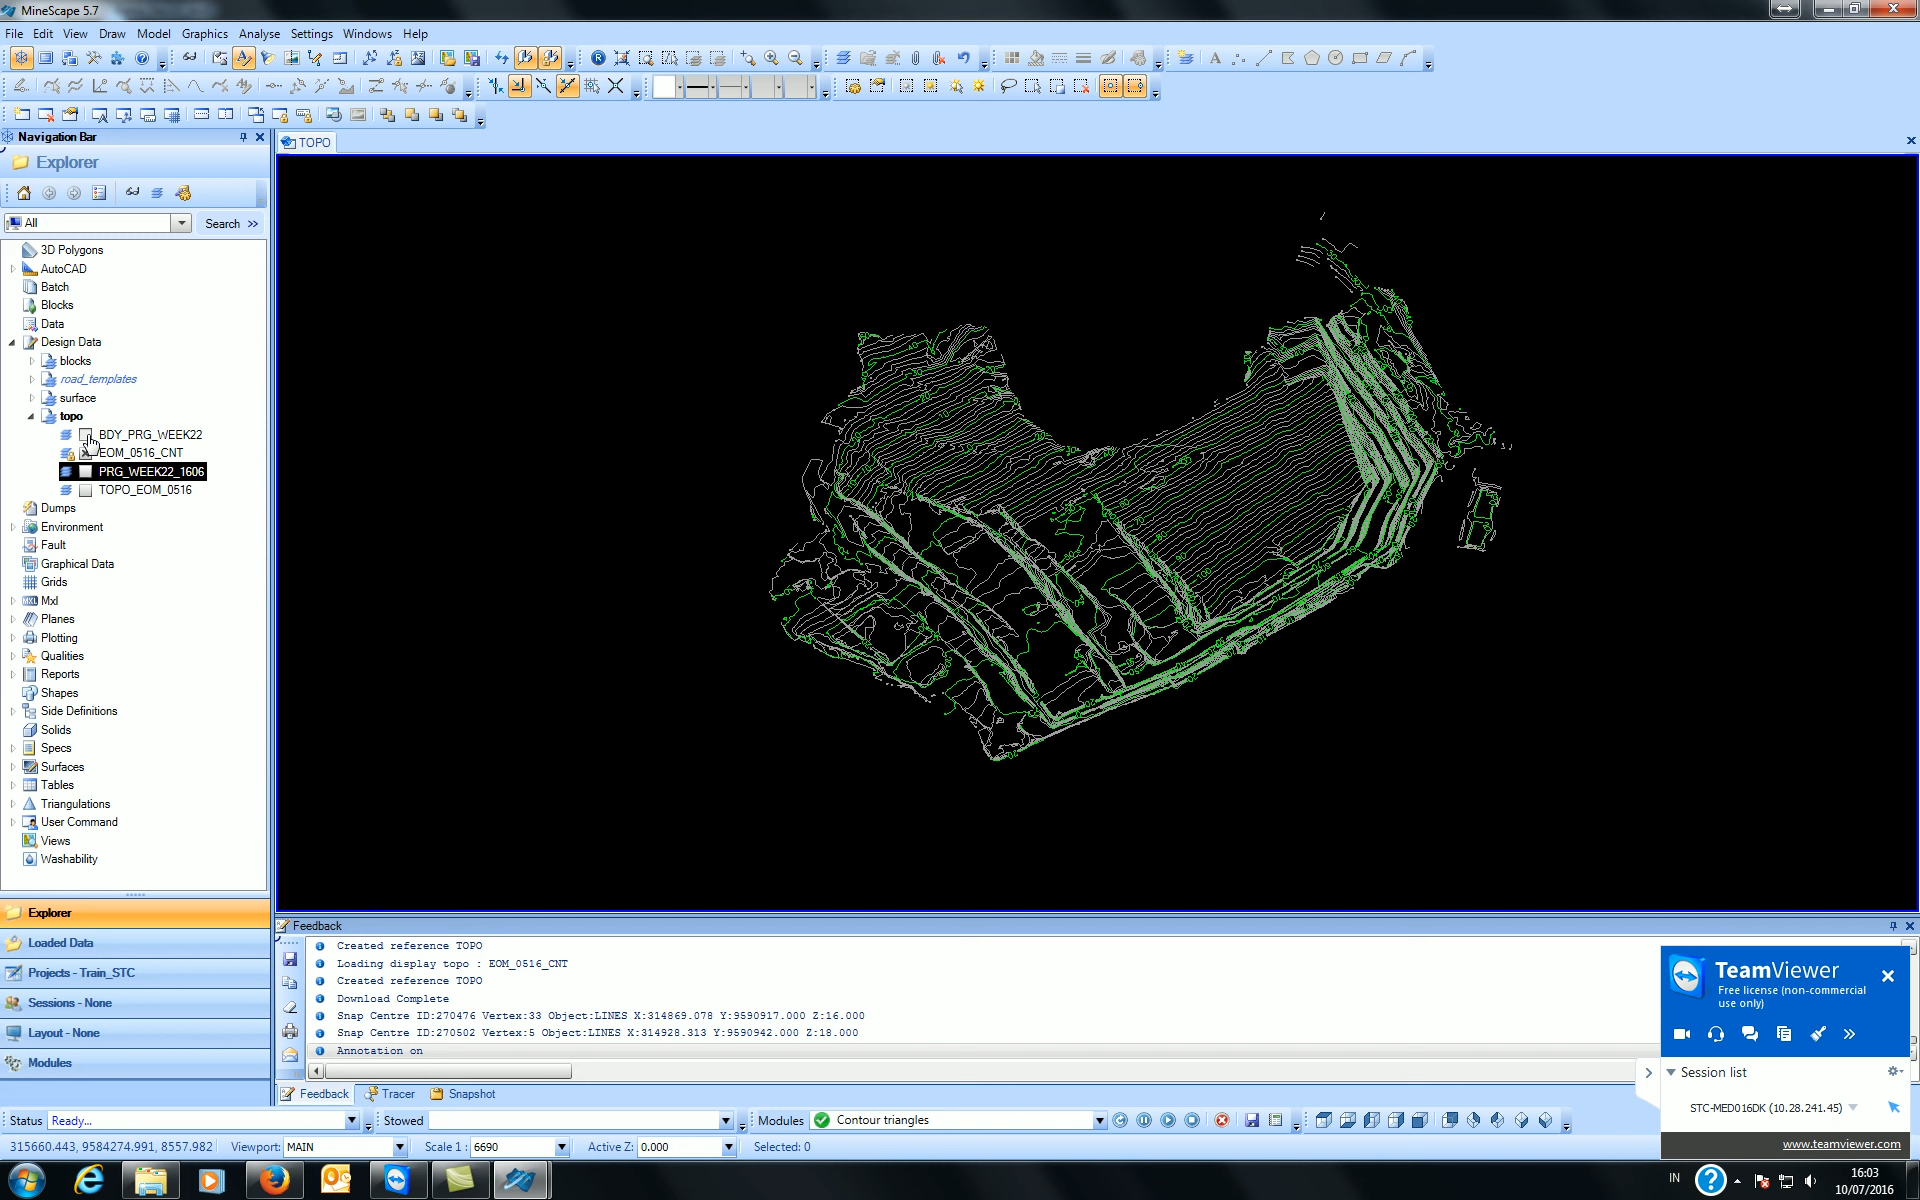 MineScape 5.7
File Edit View Draw Model Graphics Analyse Settings Windows Help
Navigation Bar
TOPO
Explorer
All Search >>
3D Polygons
AutoCAD
Batch
Blocks
Data
Design Data
blocks
road_templates
surface
topo
BDY_PRG_WEEK22
EOM_0516_CNT
PRG_WEEK22_1606
TOPO_EOM_0516
Dumps
Environment
Fault
Graphical Data
Grids
Mxl
Planes
Plotting
Qualities
Reports
Shapes
Side Definitions
Solids
Specs
Surfaces
Tables
Triangulations
User Command
Views
Washability
Explorer
Loaded Data
Projects - Train_STC
Sessions - None
Layout - None
Modules
Feedback
Created reference TOPO
Loading display topo : EOM_0516_CNT
Created reference TOPO
Download Complete
Snap Centre ID:270476 Vertex:33 Object:LINES X:314869.078 Y:9590917.000 Z:16.000
Snap Centre ID:270502 Vertex:5 Object:LINES X:314928.313 Y:9590942.000 Z:18.000
Annotation on
Feedback Tracer Snapshot
TeamViewer
Free license (non-commercial
use only)
Session list
STC-MED016DK (10.28.241.45)
www.teamviewer.com
Status Ready... Stowed Modules Contour triangles
315660.443, 9584274.991, 8557.982 Viewport: MAIN Scale 1 : 6690 Active Z: 0.000 Selected: 0
IN
16:03
10/07/2016